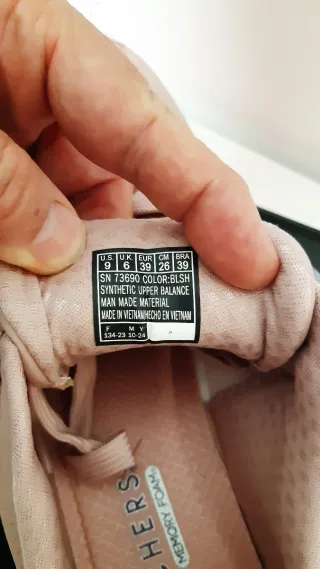 U.S. U.K. EUR CM BRA
9 6 39 26 39
SN 73690 COLOR:BLSH
SYNTHETIC UPPER BALANCE
MAN MADE MATERIAL
MADE IN VIETNAM/HECHO EN VIETNAM
F M Y
134-23 10-24
CHERS
MEMORY FOAM